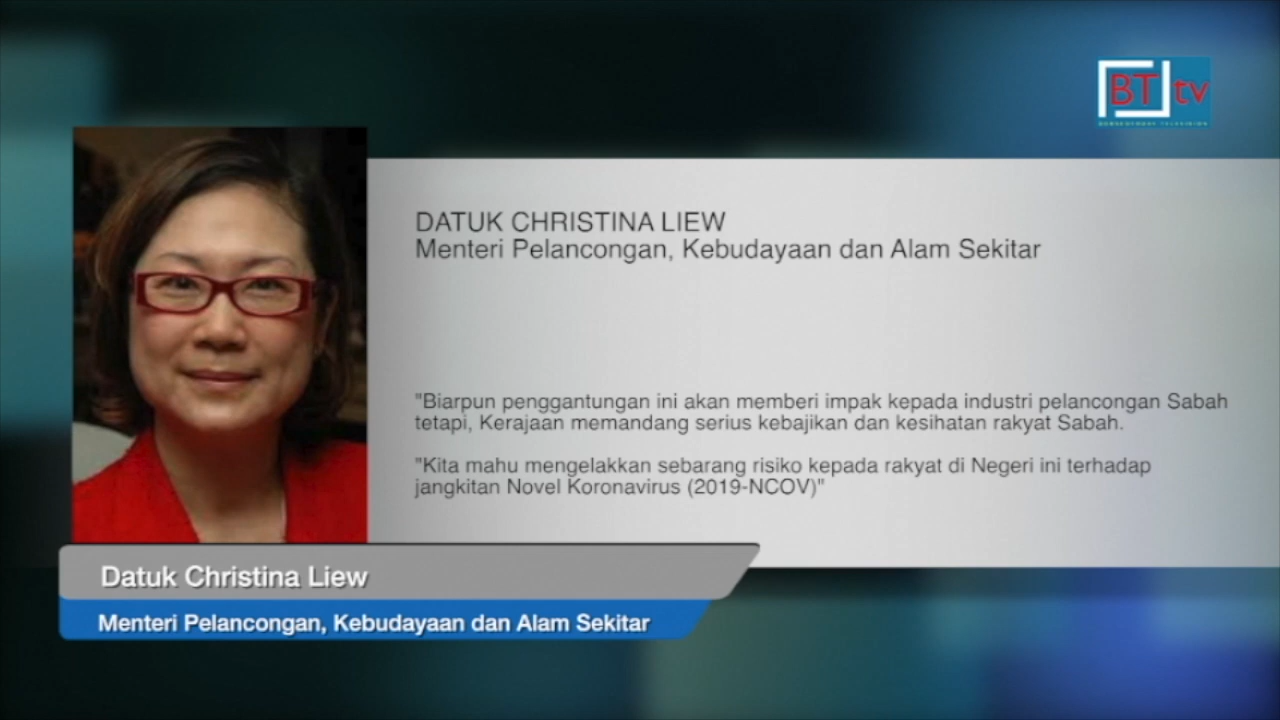 BT tv
DATUK CHRISTINA LIEW
Menteri Pelancongan, Kebudayaan dan Alam Sekitar
"Biarpun penggantungan ini akan memberi impak kepada industri pelancongan Sabah
tetapi, Kerajaan memandang serius kebajikan dan kesihatan rakyat Sabah.
"Kita mahu mengelakkan sebarang risiko kepada rakyat di Negeri ini terhadap
jangkitan Novel Koronavirus (2019-NCOV)"
Datuk Christina Liew
Menteri Pelancongan, Kebudayaan dan Alam Sekitar